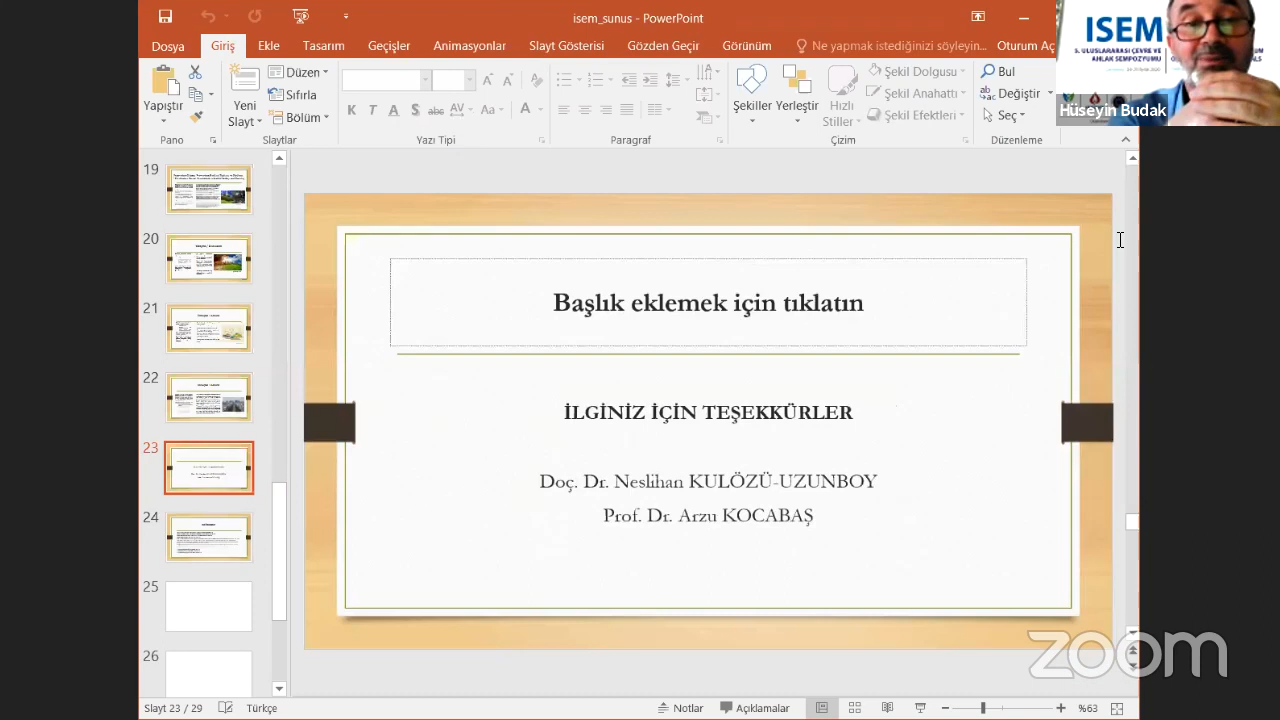 isem_sunus - PowerPoint
Dosya
Giriş
Ekle
Tasarım
Geçişler
Animasyonlar
Slayt Gösterisi
Gözden Geçir
Görünüm
Ne yapmak istediğinizi söyleyin...
Oturum Aç
Yapıştır
Pano
Yeni
Slayt
Düzen
Sıfırla
Bölüm
Slaytlar
K T A S abc AV Aa A
Yazı Tipi
Paragraf
Şekiller
Yerleştir
Hızlı
Stiller
Şekil Dolgusu
Şekil Anahattı
Şekil Efektleri
Çizim
Bul
Değiştir
Seç
Düzenleme
ISEM
5. ULUSLARARASI ÇEVRE VE
AHLAK SEMPOZYUMU
Hüseyin Budak
19
20
21
22
23
24
25
26
Başlık eklemek için tıklatın
İLGİNİZ İÇİN TEŞEKKÜRLER
Doç. Dr. Neslihan KULÖZÜ-UZUNBOY
Prof. Dr. Arzu KOCABAŞ
zoom
Slayt 23 / 29
Türkçe
Notlar
Açıklamalar
%63